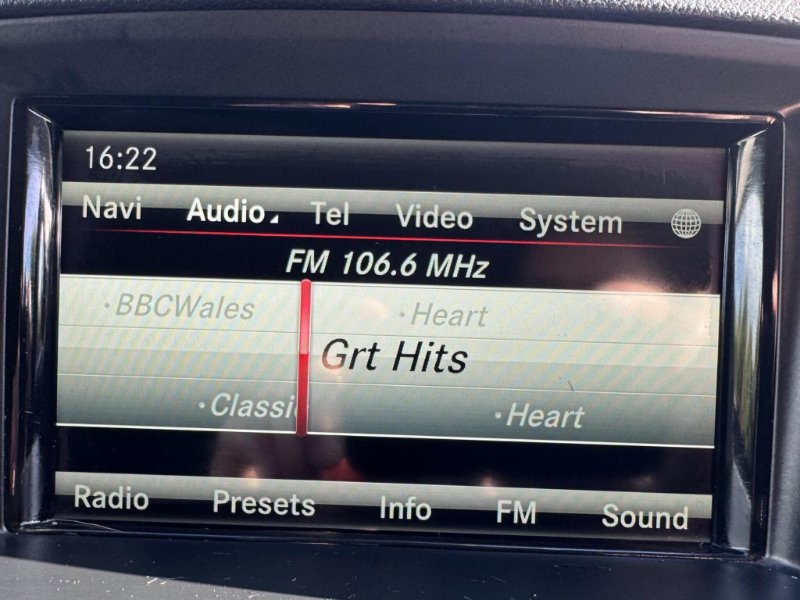 16:22
Navi Audio Tel Video System
FM 106.6 MHz
·BBCWales ·Heart
Grt Hits
·Classi ·Heart
Radio Presets Info FM Sound